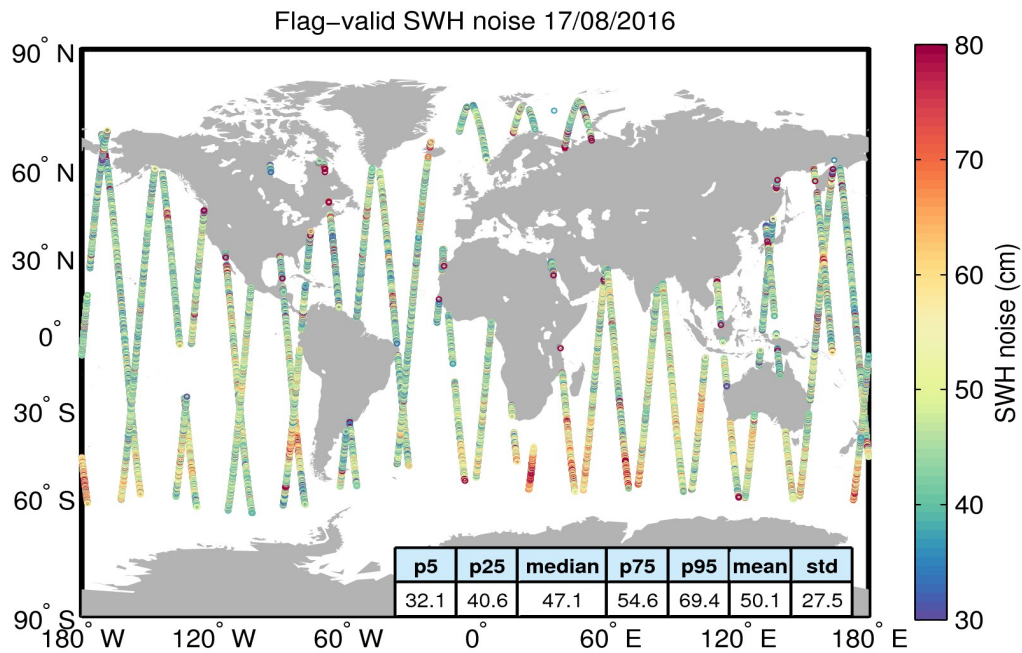 Flag−valid SWH noise 17/08/2016
90° N
60° N
30° N
0°
30° S
60° S
90° S
180° W
120° W
60° W
0°
60° E
120° E
180° E
p5 p25 median p75 p95 mean std
32.1 40.6 47.1 54.6 69.4 50.1 27.5
80
70
60
50
40
30
SWH noise (cm)